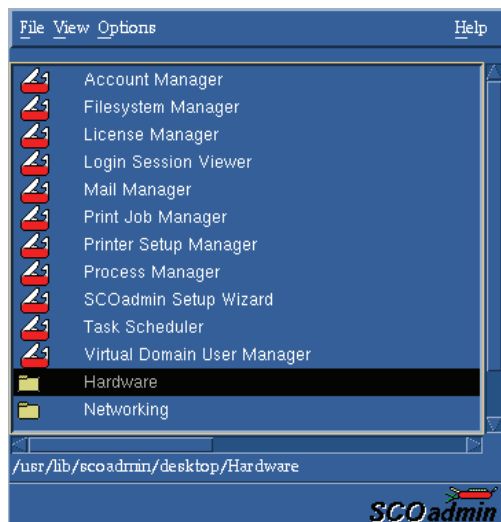 File View Options Help
Account Manager
Filesystem Manager
License Manager
Login Session Viewer
Mail Manager
Print Job Manager
Printer Setup Manager
Process Manager
SCOadmin Setup Wizard
Task Scheduler
Virtual Domain User Manager
Hardware
Networking
/usr/lib/scoadmin/desktop/Hardware
SCOadmin